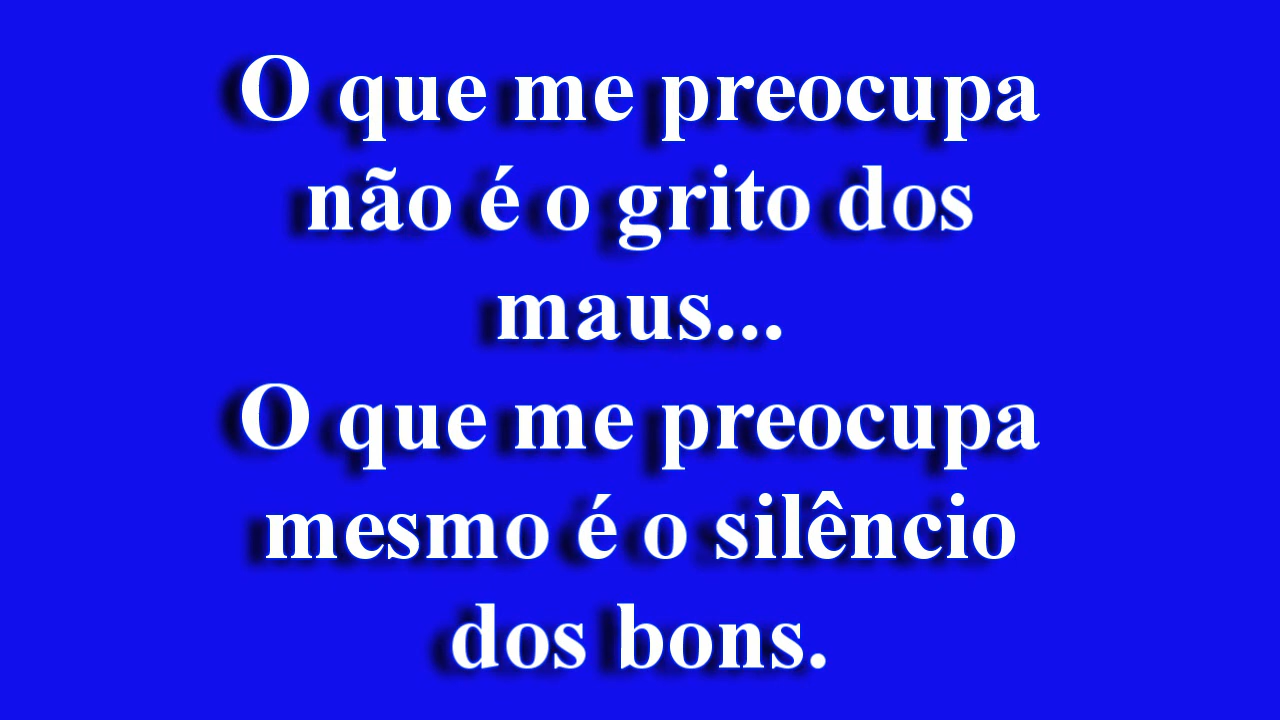 O que me preocupa
não é o grito dos
maus...
O que me preocupa
mesmo é o silêncio
dos bons.